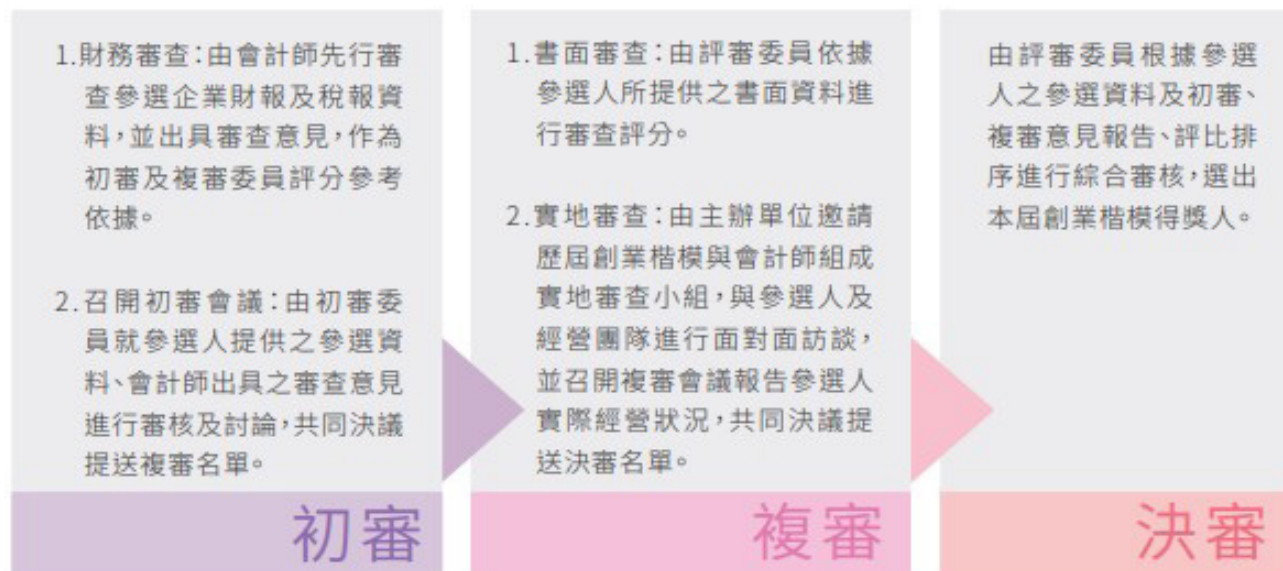 1.財務審查：由會計師先行審
查參選企業財報及稅報資
料，並出具審查意見，作為
初審及複審委員評分參考
依據。
2.召開初審會議：由初審委
員就參選人提供之參選資
料、會計師出具之審查意見
進行審核及討論，共同決議
提送複審名單。
初審
1.書面審查：由評審委員依據
參選人所提供之書面資料進
行審查評分。
2.實地審查：由主辦單位邀請
歷屆創業楷模與會計師組成
實地審查小組，與參選人及
經營團隊進行面對面訪談，
並召開複審會議報告參選人
實際經營狀況，共同決議提
送決審名單。
複審
由評審委員根據參選
人之參選資料及初審、
複審意見報告、評比排
序進行綜合審核，選出
本屆創業楷模得獎人。
決審